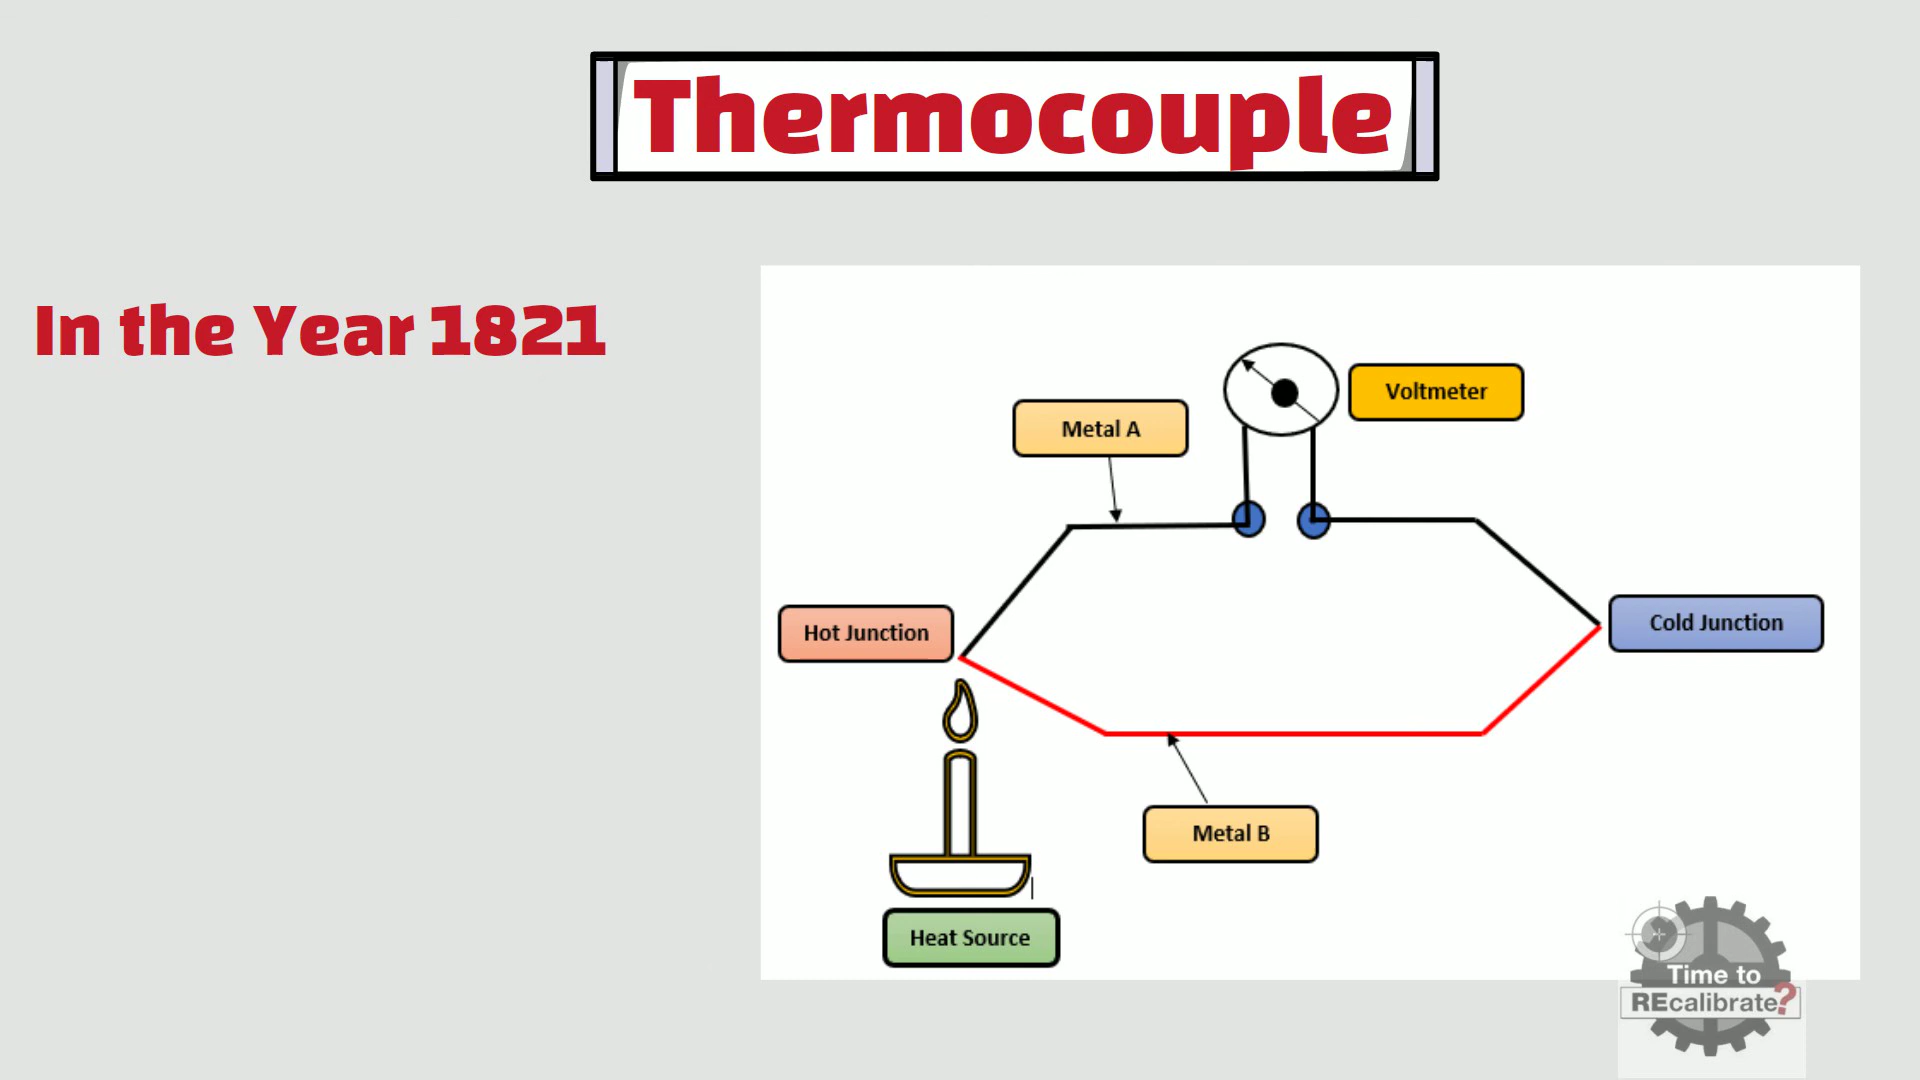 Thermocouple
In the Year 1821
Voltmeter
Metal A
Hot Junction
Cold Junction
Metal B
Heat Source
Time to
REcalibrate?